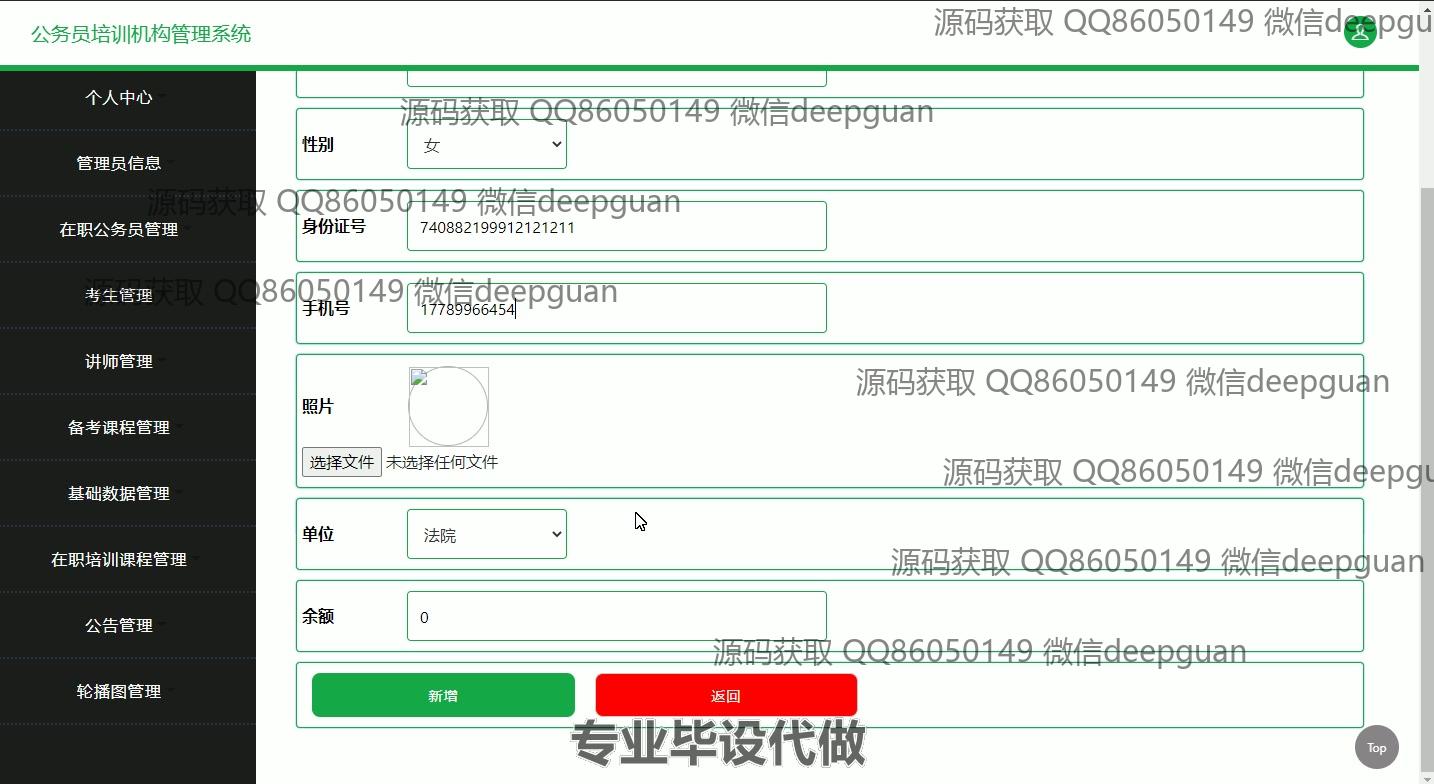 公务员培训机构管理系统
源码获取 QQ86050149 微信deepgu
个人中心
源码获取 QQ86050149 微信deepguan
性别
女
管理员信息
源码获取 QQ86050149 微信deepguan
身份证号
740882199912121211
在职公务员管理
源码获取 QQ86050149 微信deepguan
考生管理
手机号
17789966454
讲师管理
源码获取 QQ86050149 微信deepguan
照片
备考课程管理
选择文件 未选择任何文件
源码获取 QQ86050149 微信deepgu
基础数据管理
单位
法院
在职培训课程管理
源码获取 QQ86050149 微信deepguan
余额
0
公告管理
源码获取 QQ86050149 微信deepguan
轮播图管理
新增
返回
专业毕设代做
Top